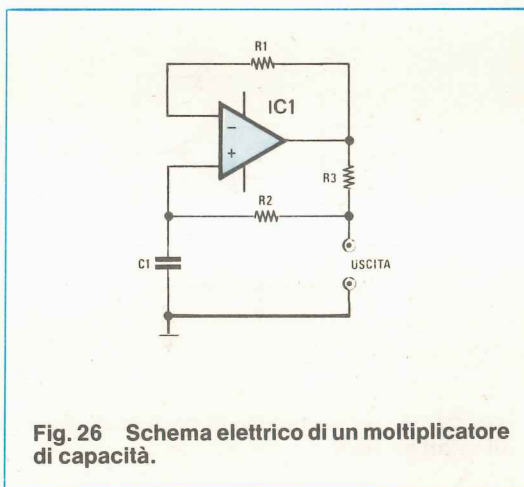 R1
IC1
−
+
R3
R2
C1
USCITA
Fig. 26 Schema elettrico di un moltiplicatore
di capacità.